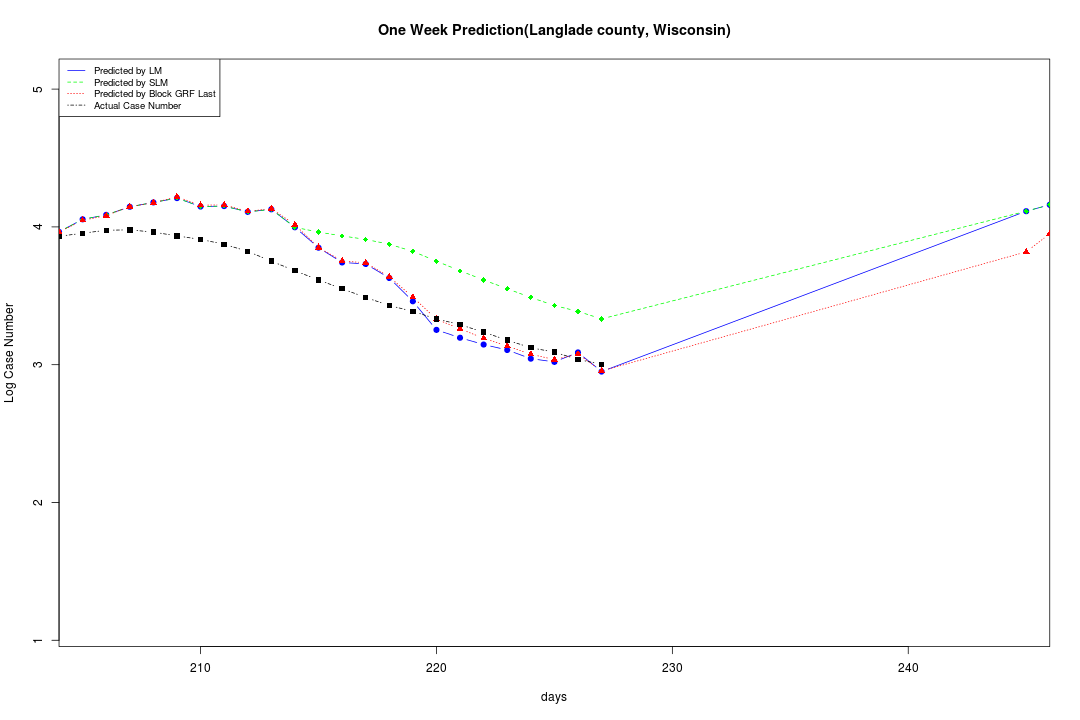 One Week Prediction(Langlade county, Wisconsin)
Predicted by LM
Predicted by SLM
Predicted by Block GRF Last
Actual Case Number
Log Case Number
5
4
3
2
1
210 220 230 240
days